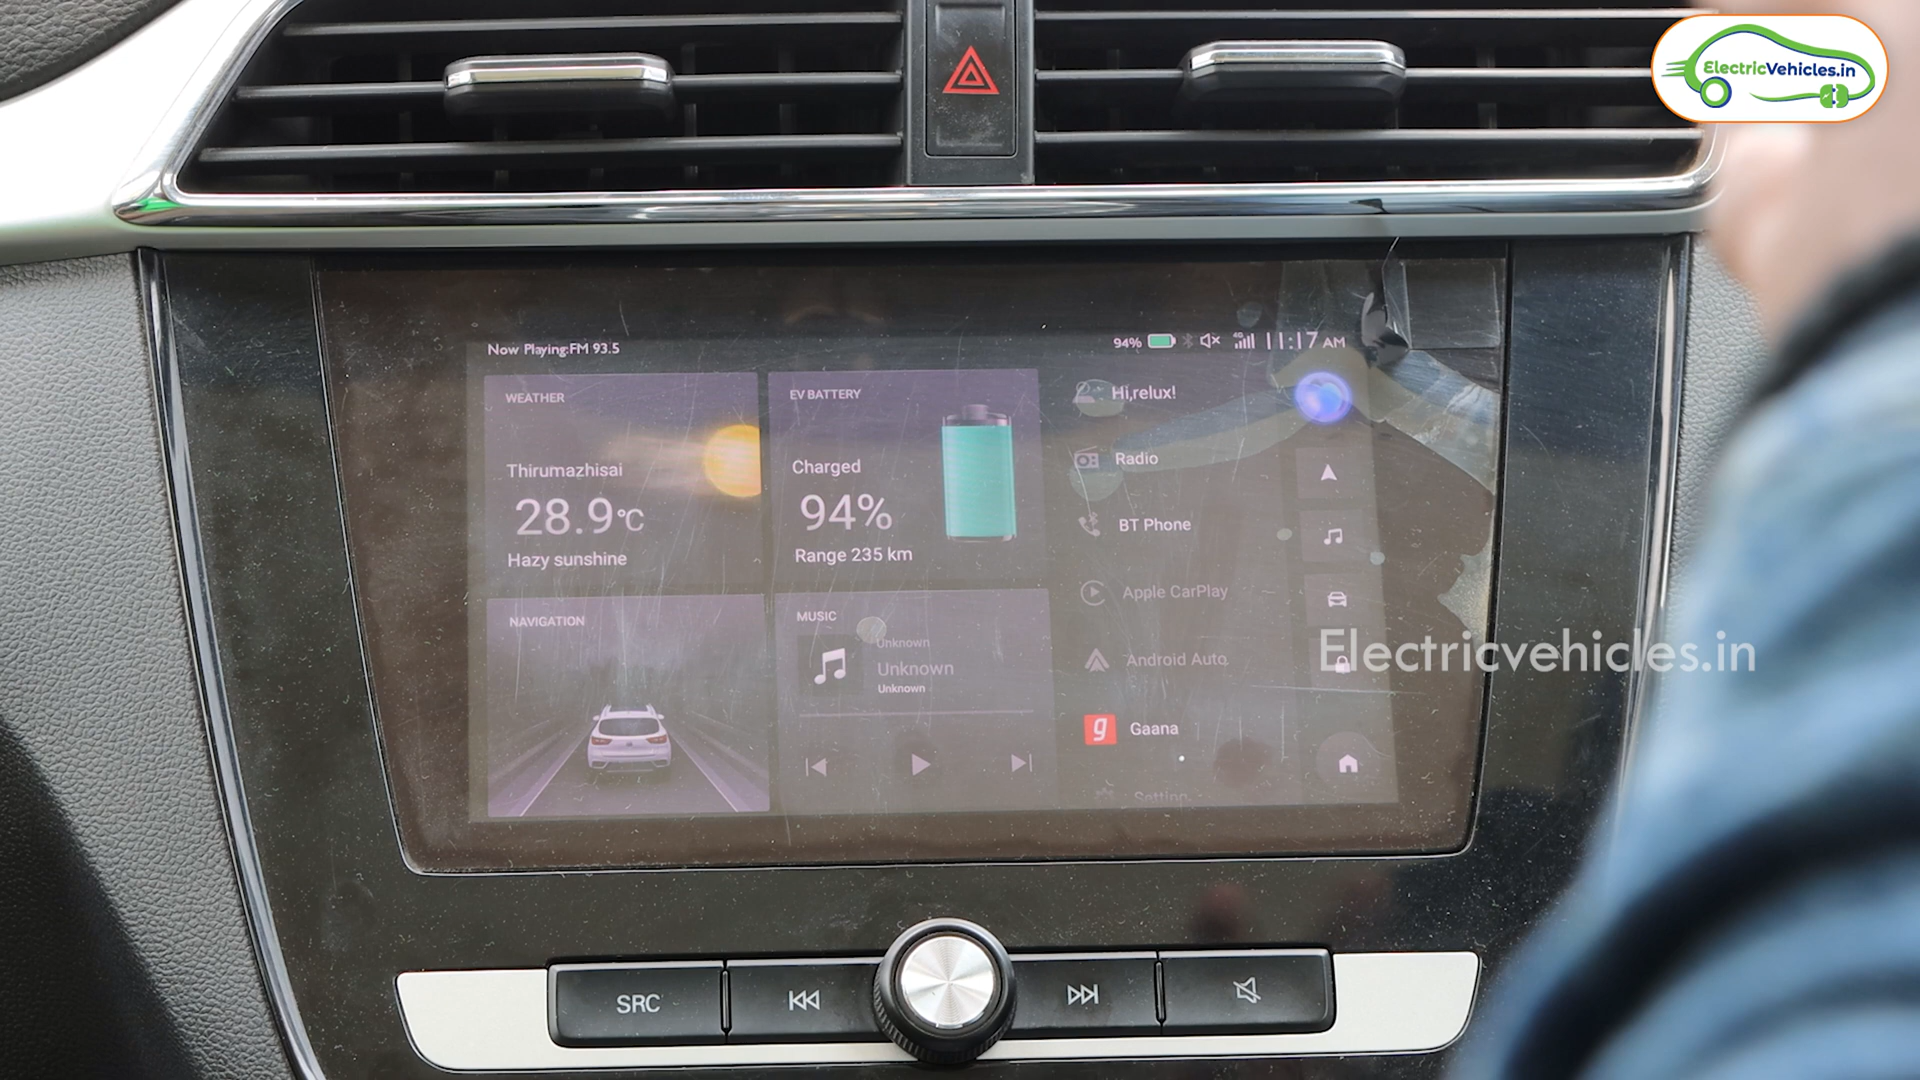 ElectricVehicles.in
Now Playing:FM 93.5
94% 4G 11:17 AM
WEATHER
Thirumazhisai
28.9°C
Hazy sunshine
EV BATTERY
Charged
94%
Range 235 km
NAVIGATION
MUSIC
Unknown
Unknown
Unknown
Hi,relux!
Radio
BT Phone
Apple CarPlay
Android Auto
g Gaana
Setting
Electricvehicles.in
SRC